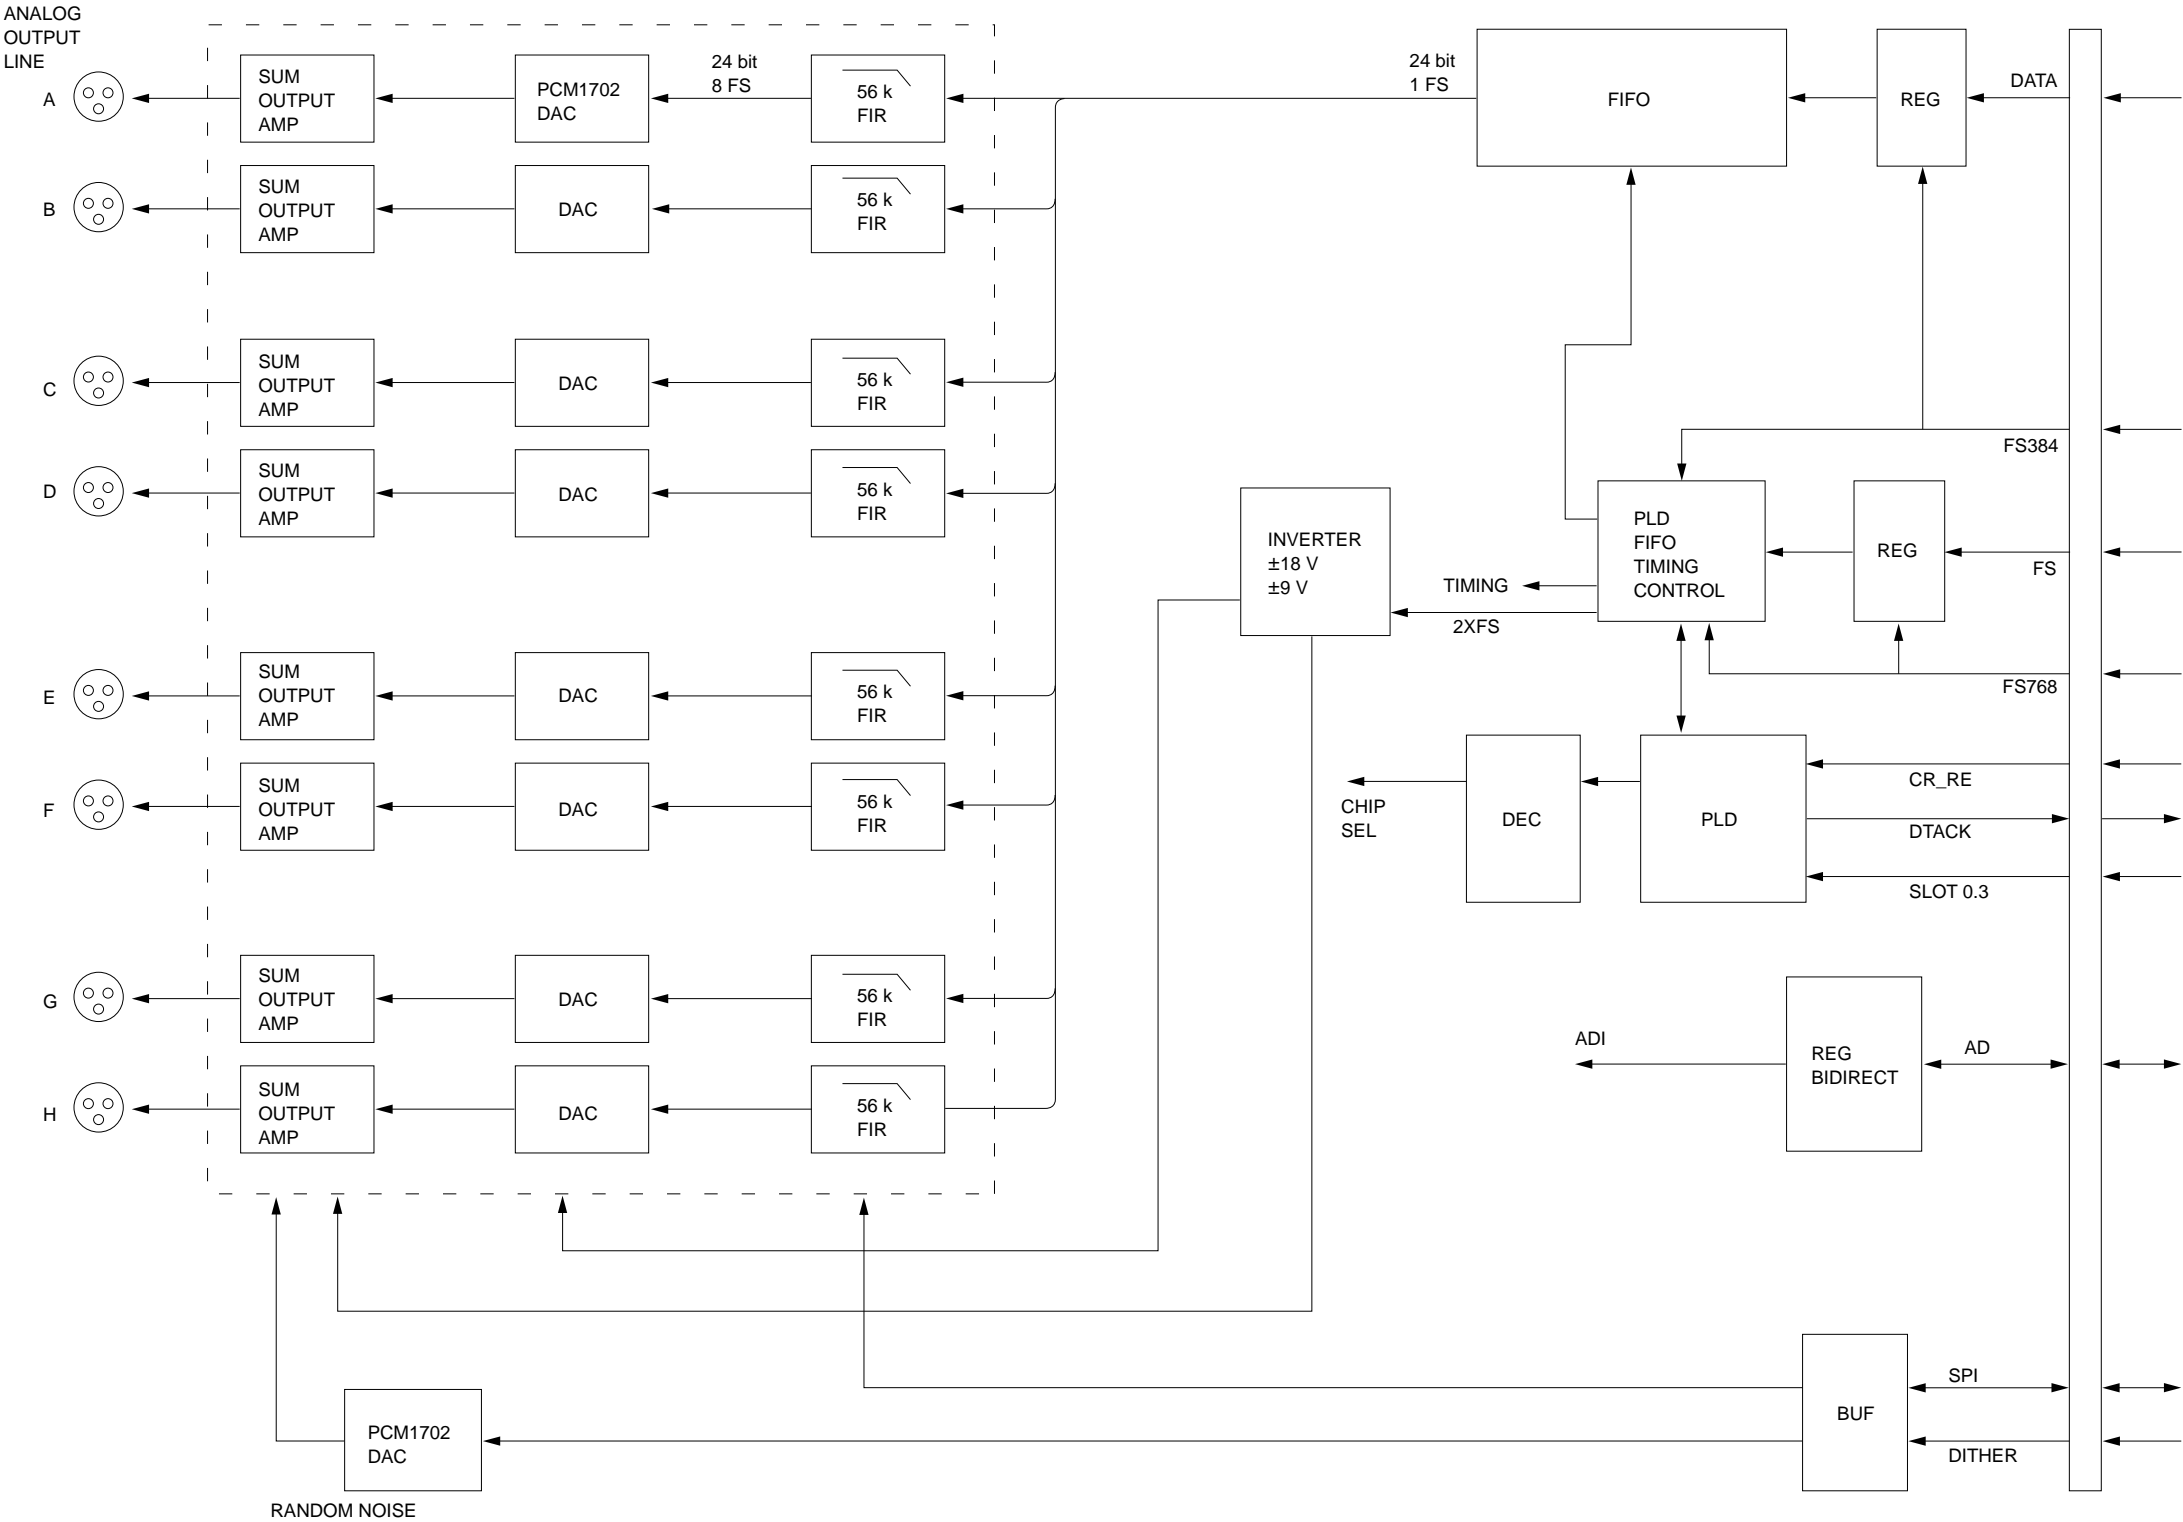 ANALOG
OUTPUT
LINE
A
SUM
OUTPUT
AMP
PCM1702
DAC
24 bit
8 FS
56 k
FIR
24 bit
1 FS
FIFO
REG
DATA
B
SUM
OUTPUT
AMP
DAC
56 k
FIR
C
SUM
OUTPUT
AMP
DAC
56 k
FIR
FS384
D
SUM
OUTPUT
AMP
DAC
56 k
FIR
INVERTER
±18 V
±9 V
TIMING
2XFS
PLD
FIFO
TIMING
CONTROL
REG
FS
E
SUM
OUTPUT
AMP
DAC
56 k
FIR
FS768
F
SUM
OUTPUT
AMP
DAC
56 k
FIR
CHIP
SEL
DEC
PLD
CR_RE
DTACK
SLOT 0.3
G
SUM
OUTPUT
AMP
DAC
56 k
FIR
ADI
REG
BIDIRECT
AD
H
SUM
OUTPUT
AMP
DAC
56 k
FIR
BUF
SPI
DITHER
PCM1702
DAC
RANDOM NOISE